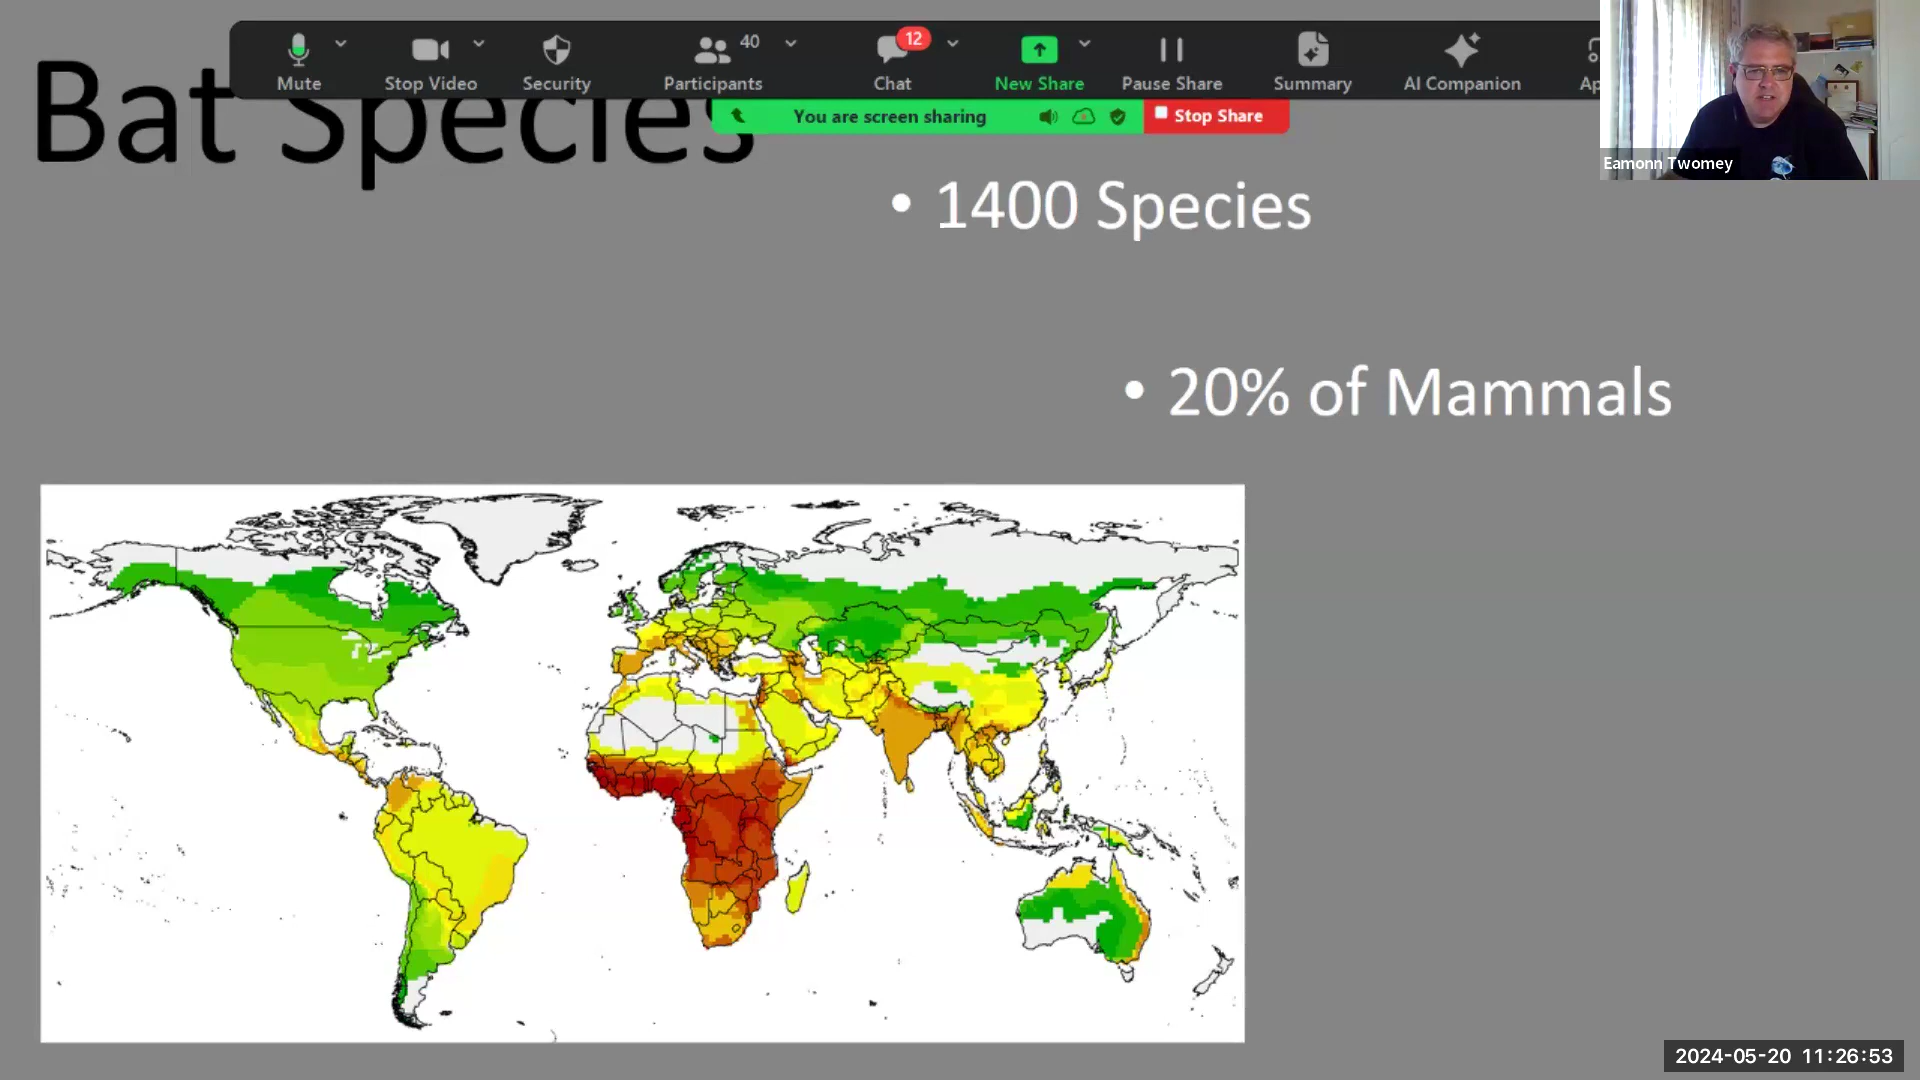 Mute
Stop Video
Security
Participants
40
Chat
12
New Share
Pause Share
Summary
AI Companion
Bat Species
You are screen sharing
Stop Share
Eamonn Twomey
• 1400 Species
• 20% of Mammals
2024-05-20 11:26:53